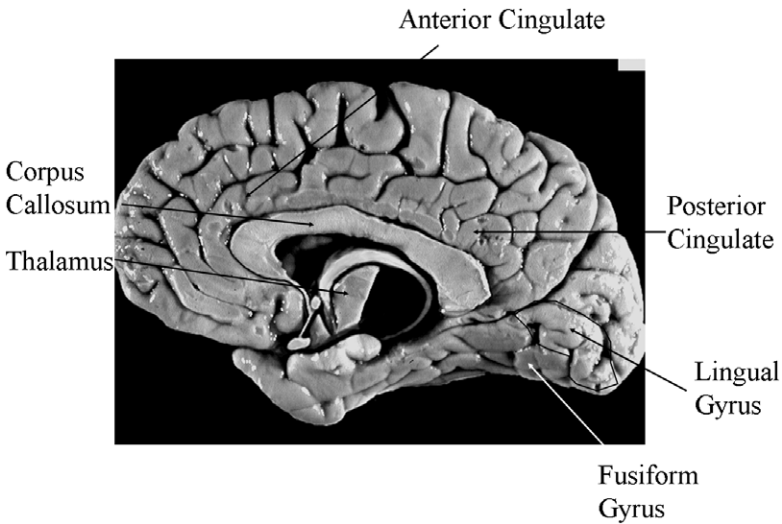 Anterior Cingulate
Corpus
Callosum
Thalamus
Posterior
Cingulate
Lingual
Gyrus
Fusiform
Gyrus